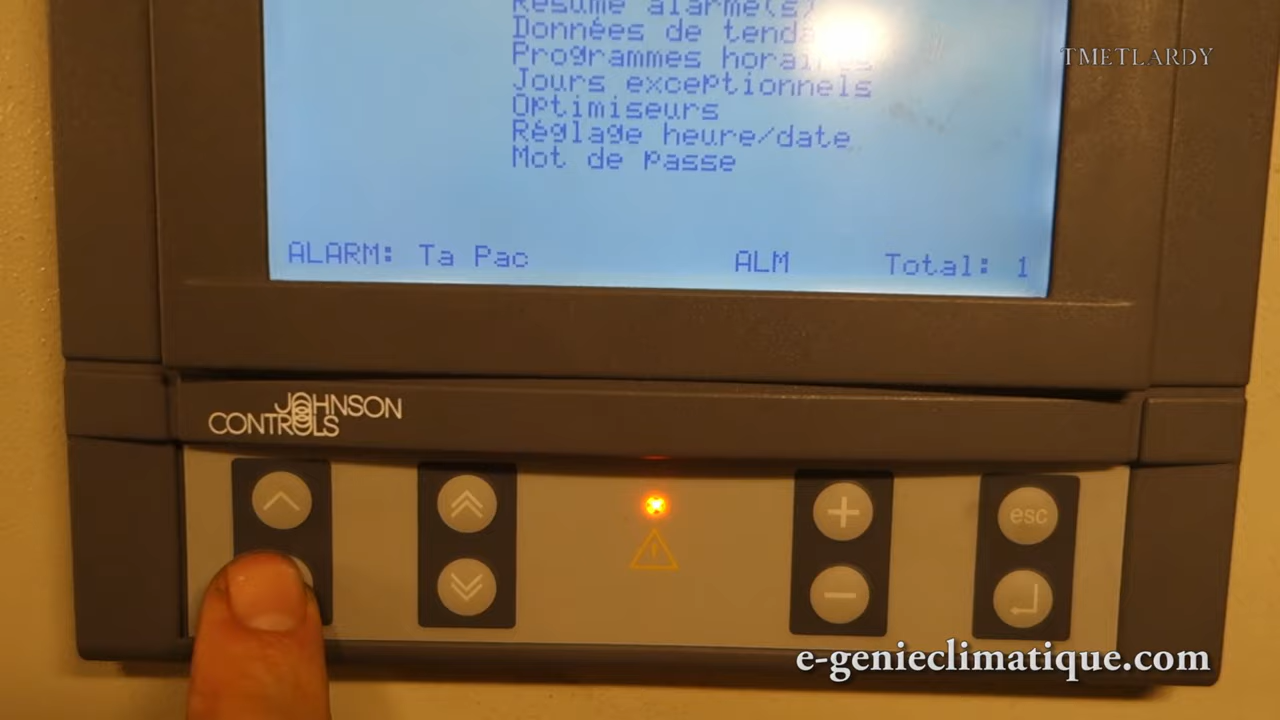 Résumé alarme(s)
Données de tenda
Programmes horaires
Jours exceptionnels
Optimiseurs
Réglage heure/date
Mot de passe
ALARM: Ta Pac ALM Total: 1
TMETLARDY
JOHNSON
CONTROLS
+
esc
−
!
e-genieclimatique.com